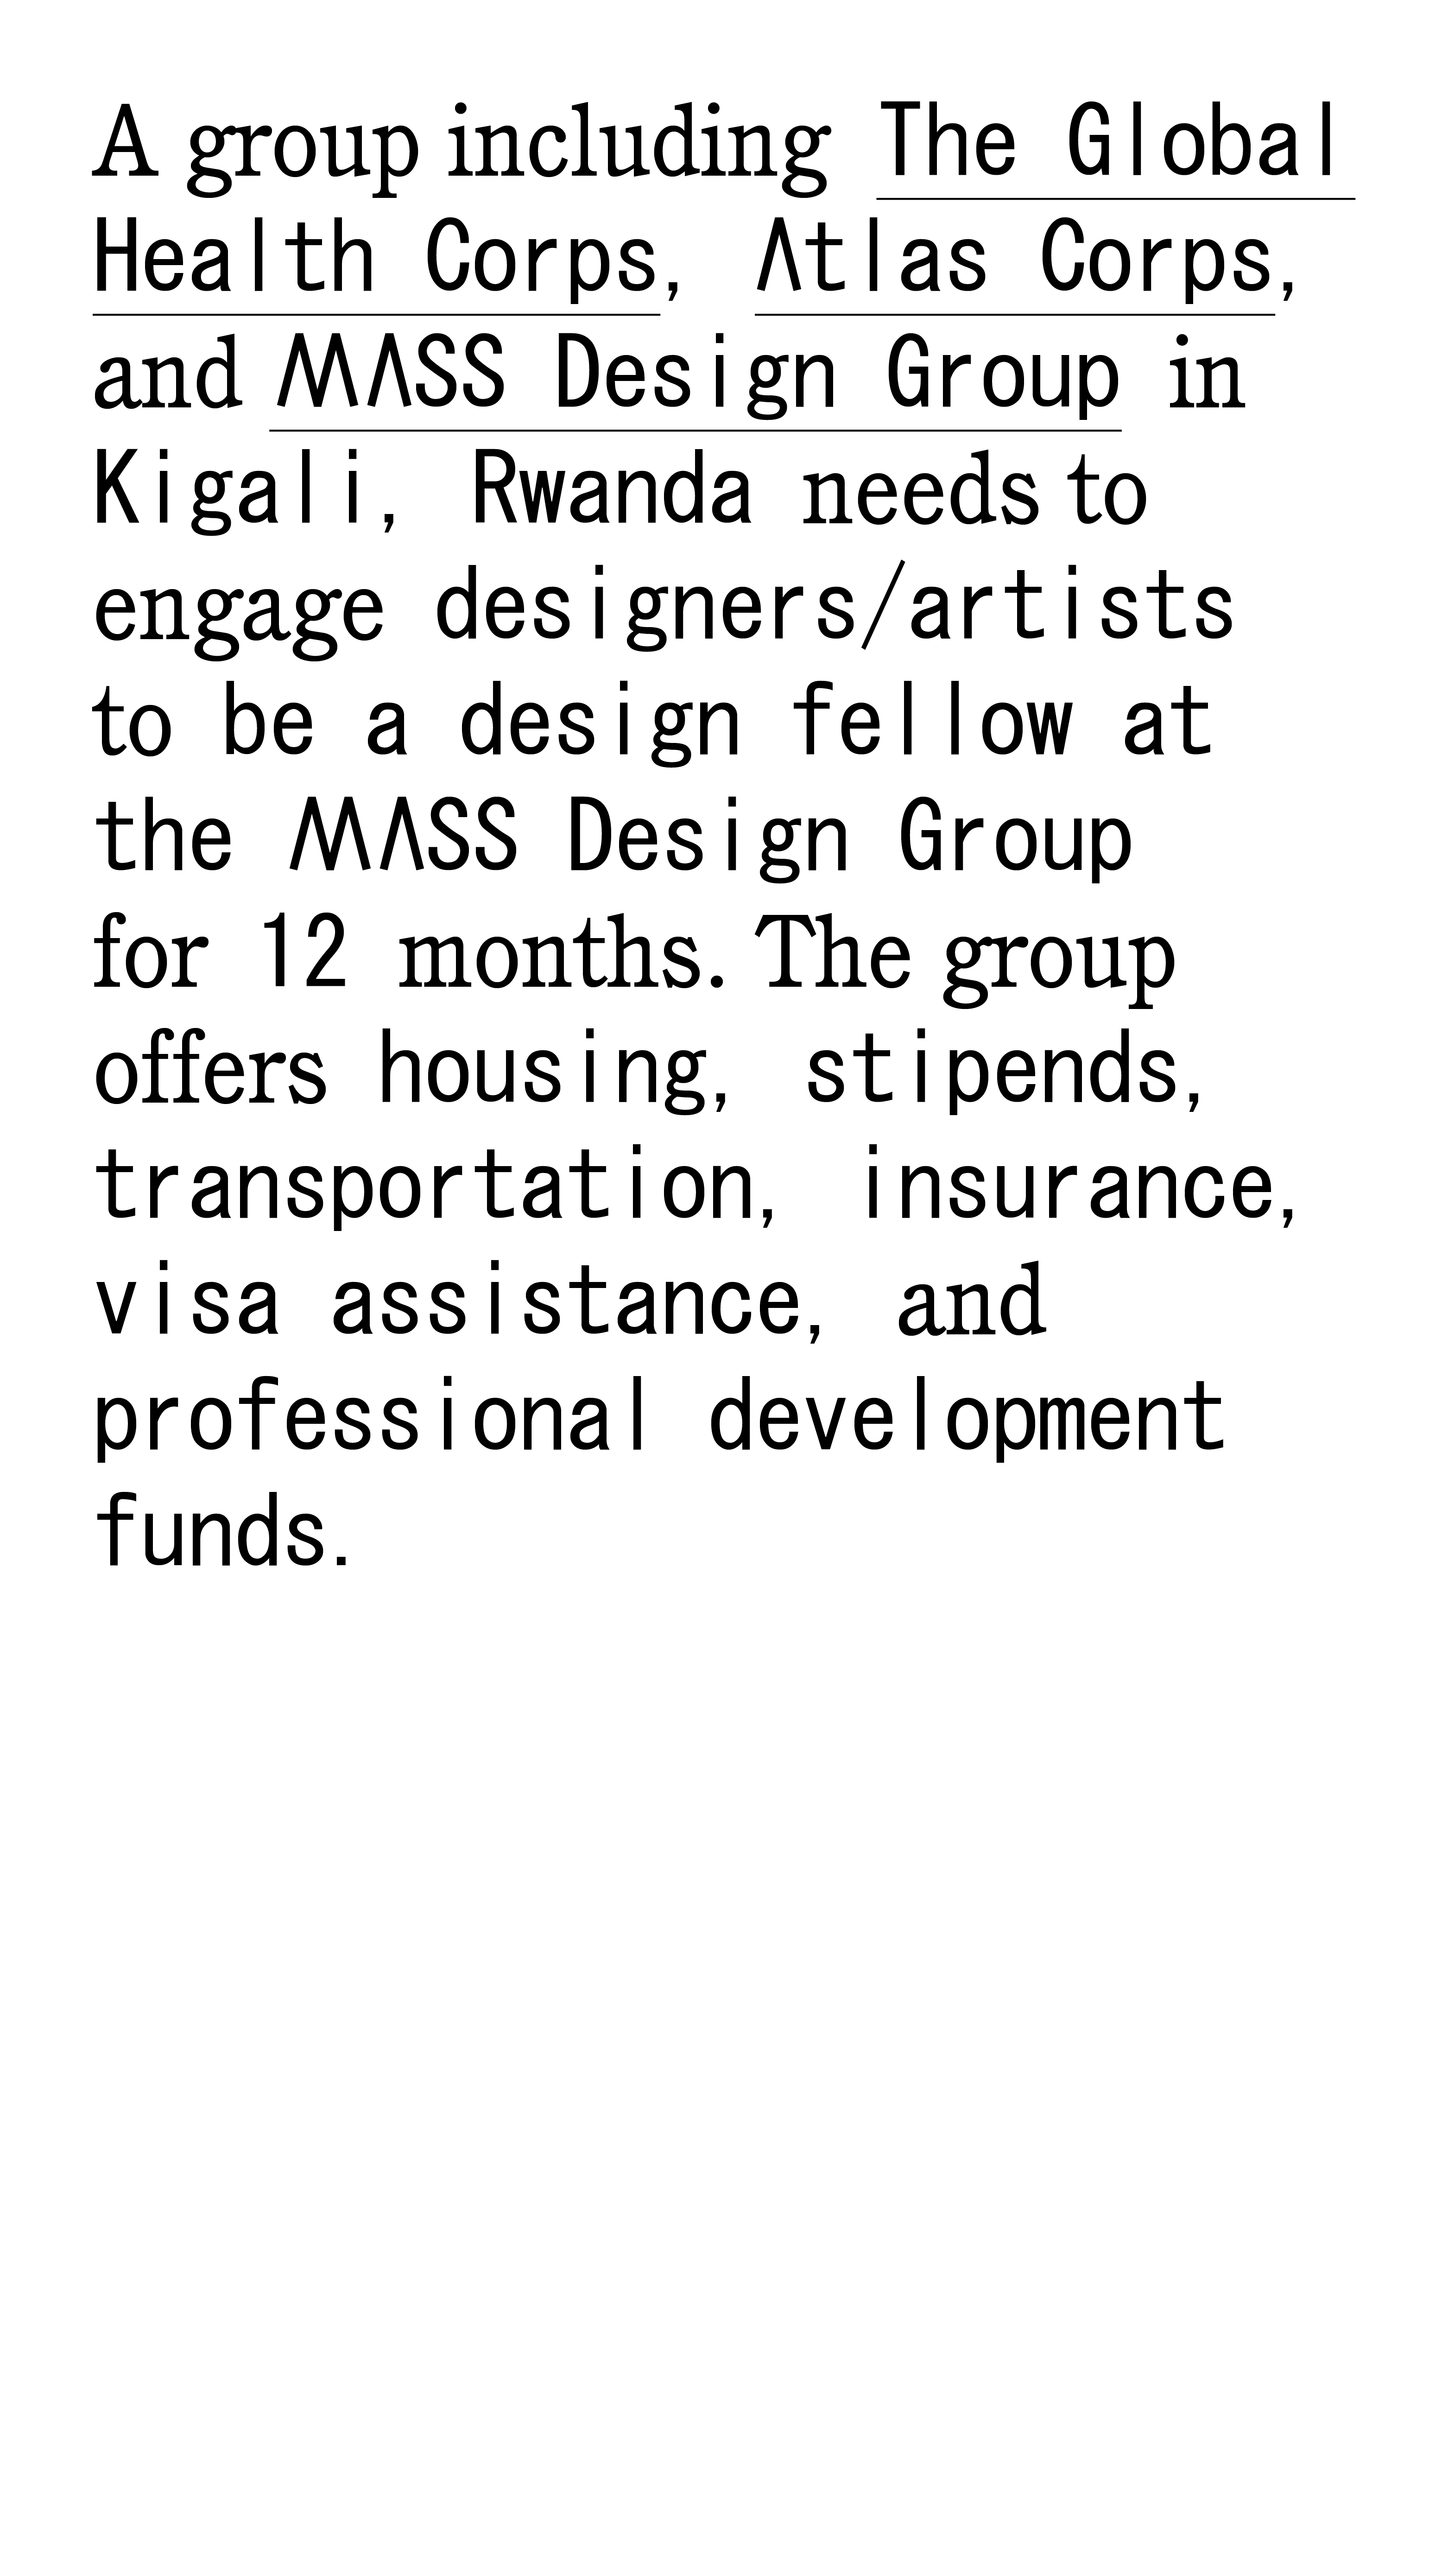 A group including The Global
Health Corps, Atlas Corps,
and MASS Design Group in
Kigali, Rwanda needs to
engage designers/artists
to be a design fellow at
the MASS Design Group
for 12 months. The group
offers housing, stipends,
transportation, insurance,
visa assistance, and
professional development
funds.